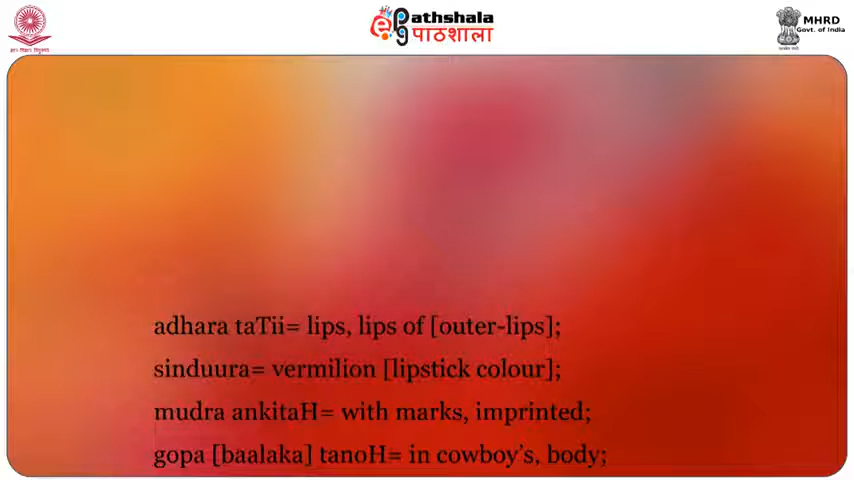 Pathshala
पाठशाला
MHRD
Govt. of India
adhara taTii= lips, lips of [outer-lips];
sinduura= vermilion [lipstick colour];
mudra ankitaH= with marks, imprinted;
gopa [baalaka] tanoH= in cowboy's, body;